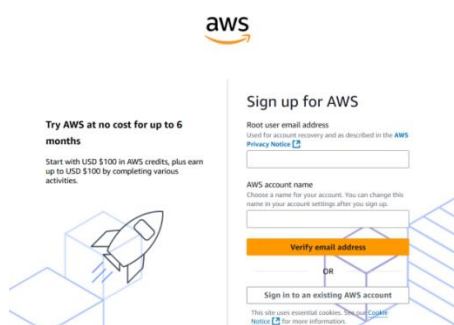 aws
Try AWS at no cost for up to 6
months
Start with USD $100 in AWS credits, plus earn
up to USD $100 by completing various
activities.
Sign up for AWS
Root user email address
Used for account recovery and as described in the AWS
Privacy Notice
AWS account name
Choose a name for your account. You can change this
name in your account settings after you sign up.
Verify email address
OR
Sign in to an existing AWS account
This site uses essential cookies. See our Cookie
Notice for more information.